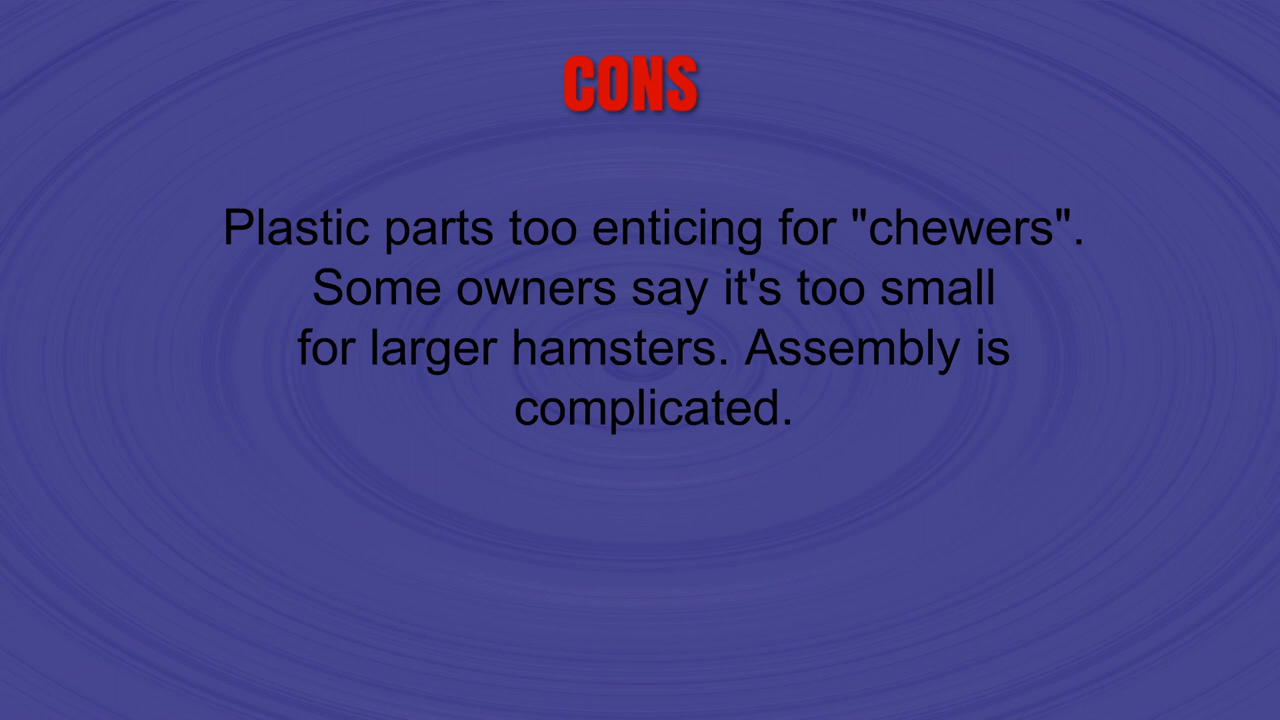 CONS
Plastic parts too enticing for "chewers".
Some owners say it's too small
for larger hamsters. Assembly is
complicated.